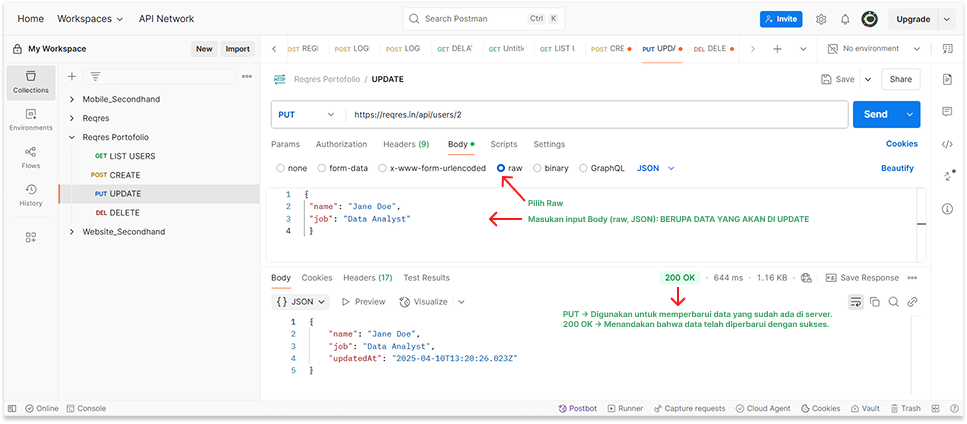 Home Workspaces API Network Search Postman Ctrl K Invite Upgrade
My Workspace New Import
OST REG POST LOG POST LOG GET DELA GET Untitle GET LIST U POST CRE PUT UPDA DEL DELE No environment
Collections
Environments
Flows
History
Mobile_Secondhand
Reqres
Reqres Portofolio
GET LIST USERS
POST CREATE
PUT UPDATE
DEL DELETE
Website_Secondhand
HTTP Reqres Portofolio / UPDATE Save Share
PUT https://reqres.in/api/users/2 Send
Params Authorization Headers (9) Body Scripts Settings Cookies
none form-data x-www-form-urlencoded raw binary GraphQL JSON Beautify
1 {
2 "name": "Jane Doe",
3 "job": "Data Analyst"
4 }
Pilih Raw
Masukan input Body (raw, JSON): BERUPA DATA YANG AKAN DI UPDATE
Body Cookies Headers (17) Test Results 200 OK 644 ms 1.16 KB Save Response
{} JSON Preview Visualize
PUT → Digunakan untuk memperbarui data yang sudah ada di server.
200 OK → Menandakan bahwa data telah diperbarui dengan sukses.
1 {
2 "name": "Jane Doe",
3 "job": "Data Analyst",
4 "updatedAt": "2025-04-10T13:20:26.023Z"
5 }
Online Console Postbot Runner Capture requests Cloud Agent Cookies Vault Trash